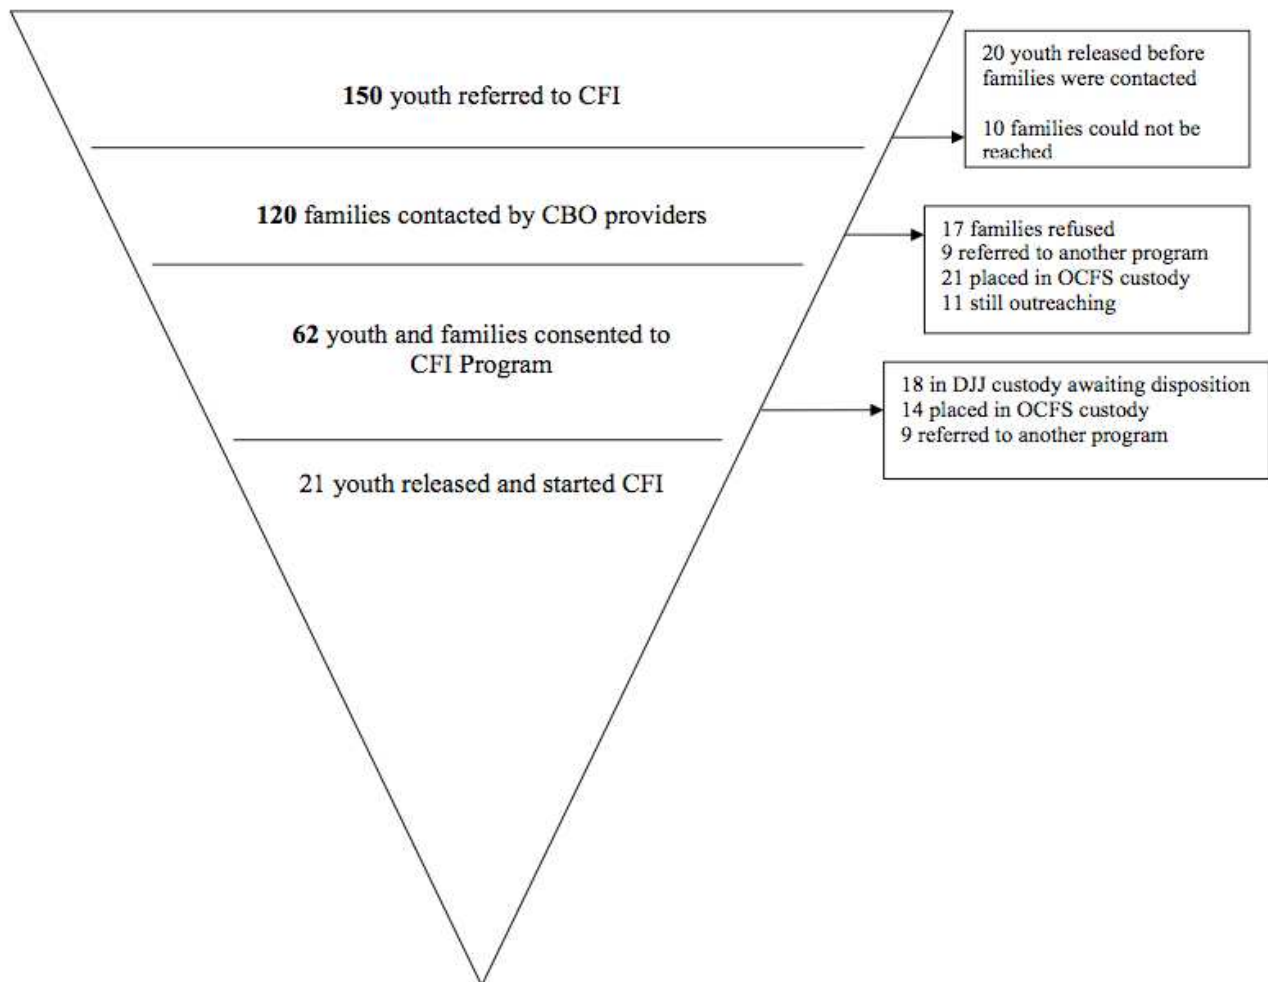 150 youth referred to CFI
20 youth released before
families were contacted
10 families could not be
reached
120 families contacted by CBO providers
17 families refused
9 referred to another program
21 placed in OCFS custody
11 still outreaching
62 youth and families consented to
CFI Program
18 in DJJ custody awaiting disposition
14 placed in OCFS custody
9 referred to another program
21 youth released and started CFI